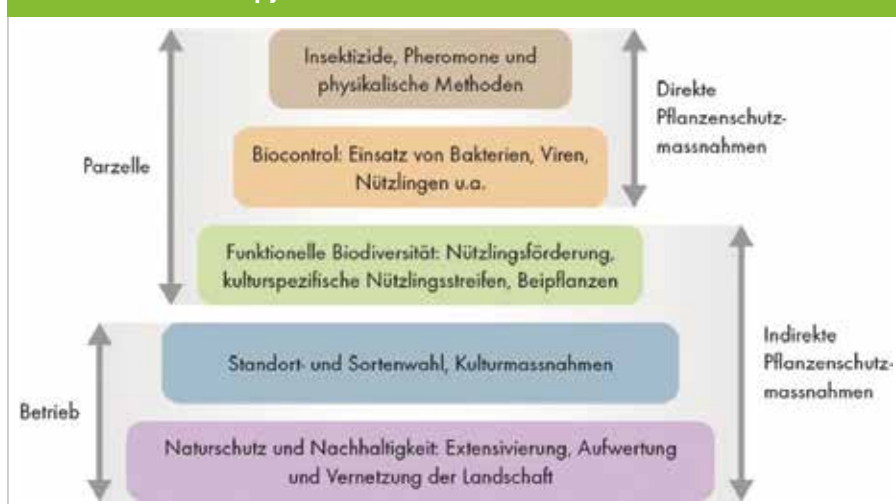 Insektizide, Pheromone und
physikalische Methoden
Direkte
Pflanzenschutz-
massnahmen
Biocontrol: Einsatz von Bakterien, Viren,
Nützlingen u.a.
Parzelle
Funktionelle Biodiversität: Nützlingsförderung,
kulturspezifische Nützlingsstreifen, Beipflanzen
Indirekte
Pflanzenschutz-
massnahmen
Standort- und Sortenwahl, Kulturmassnahmen
Betrieb
Naturschutz und Nachhaltigkeit: Extensivierung, Aufwertung
und Vernetzung der Landschaft